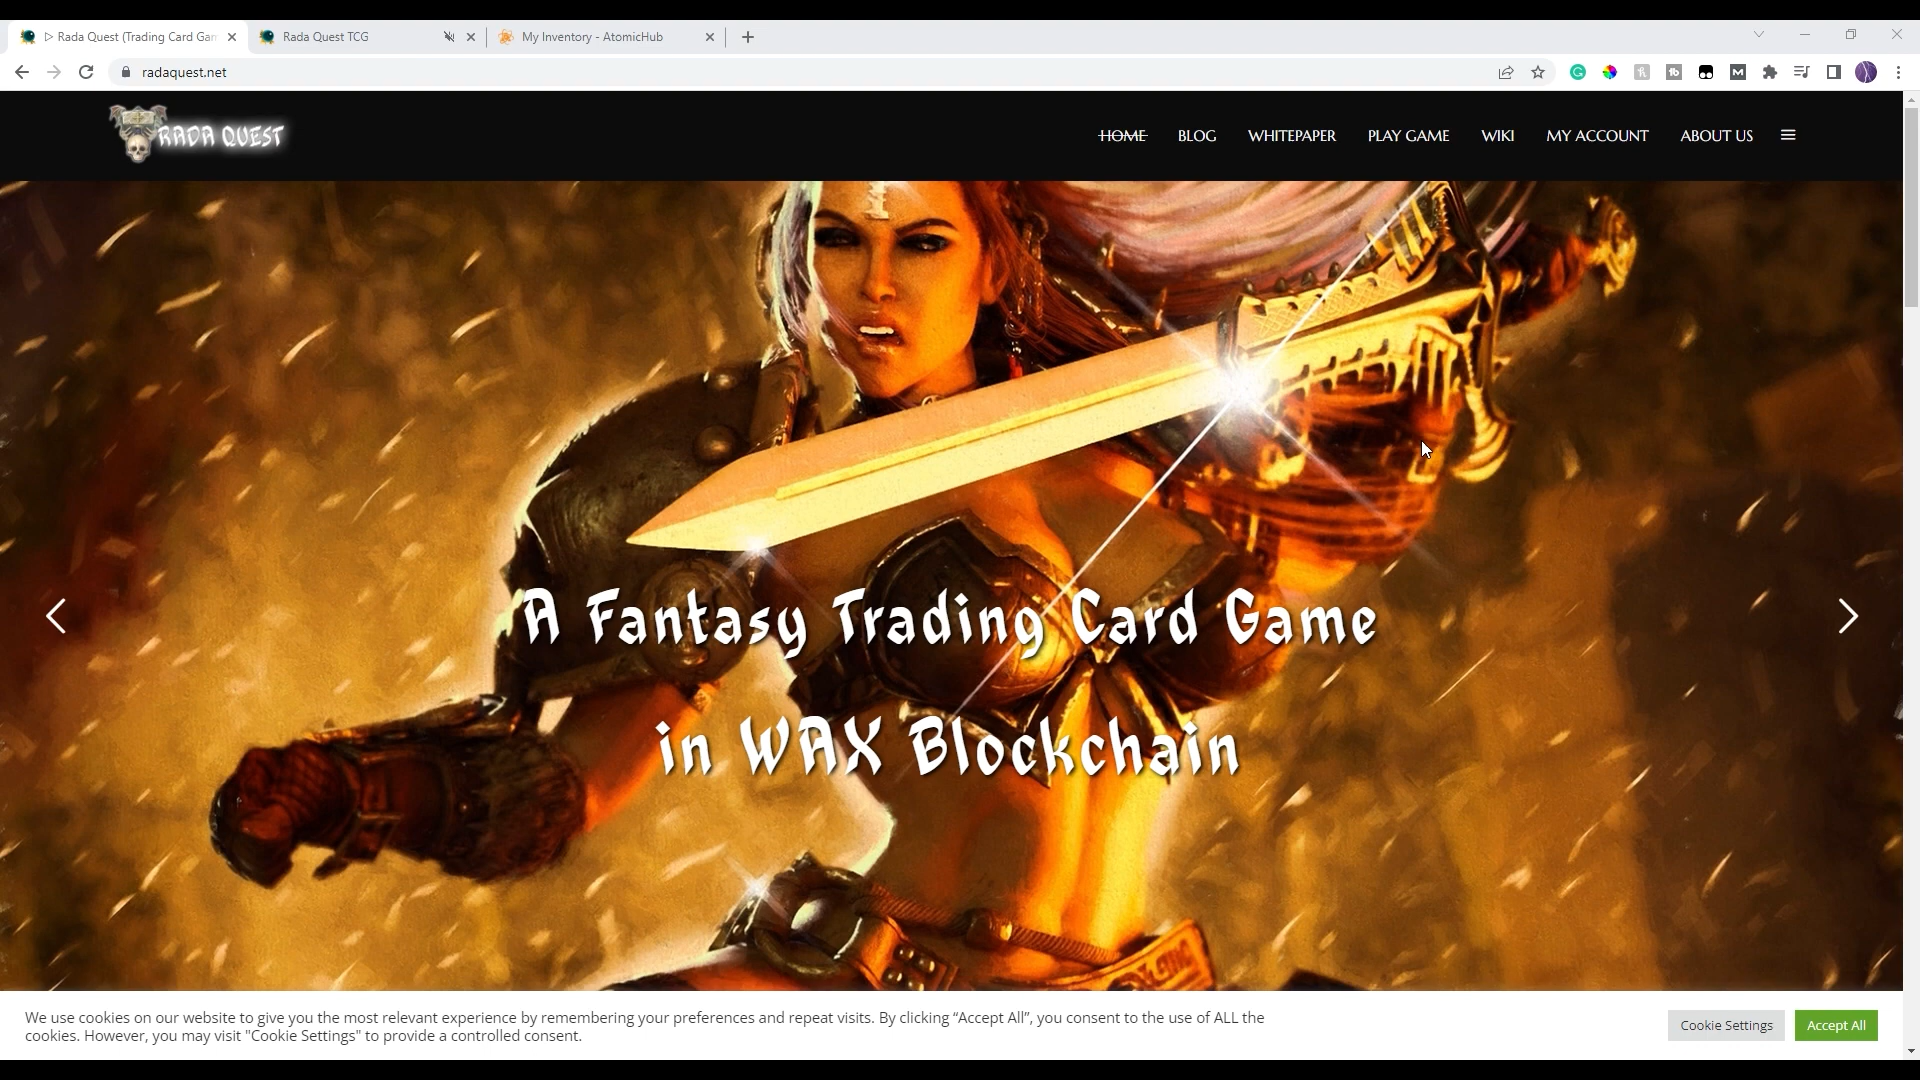 ▷ Rada Quest (Trading Card Gam
Rada Quest TCG
My Inventory - AtomicHub
radaquest.net
RADA QUEST
HOME
BLOG
WHITEPAPER
PLAY GAME
WIKI
MY ACCOUNT
ABOUT US
A Fantasy Trading Card Game
in WAX Blockchain
We use cookies on our website to give you the most relevant experience by remembering your preferences and repeat visits. By clicking “Accept All”, you consent to the use of ALL the
cookies. However, you may visit "Cookie Settings" to provide a controlled consent.
Cookie Settings
Accept All